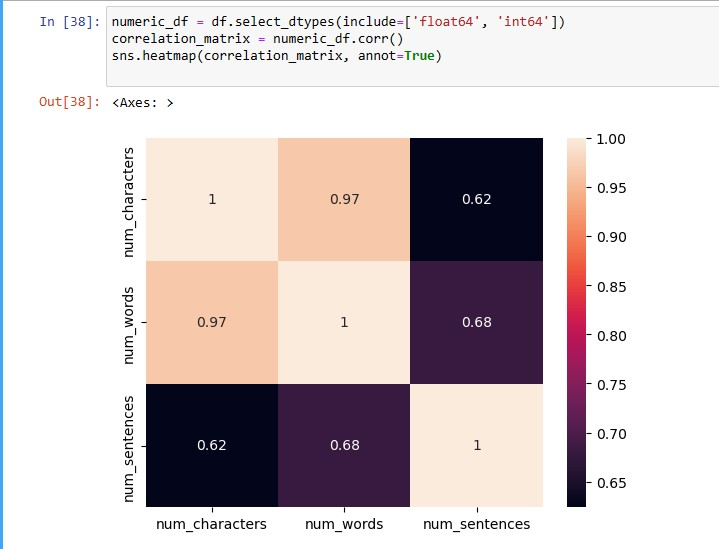 In [38]: numeric_df = df.select_dtypes(include=['float64', 'int64'])
correlation_matrix = numeric_df.corr()
sns.heatmap(correlation_matrix, annot=True)
Out[38]: <Axes: >
num_characters
1
0.97
0.62
num_words
0.97
1
0.68
num_sentences
0.62
0.68
1
num_characters
num_words
num_sentences
1.00
0.95
0.90
0.85
0.80
0.75
0.70
0.65